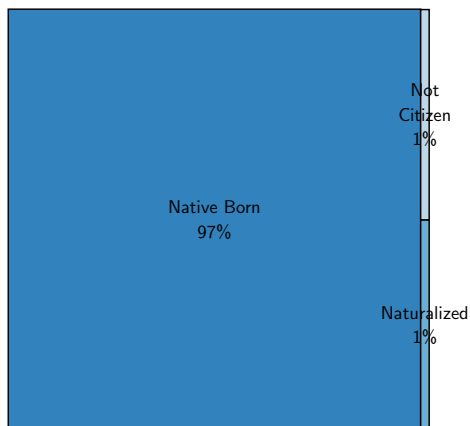 Not
Citizen
1%
Native Born
97%
Naturalized
1%